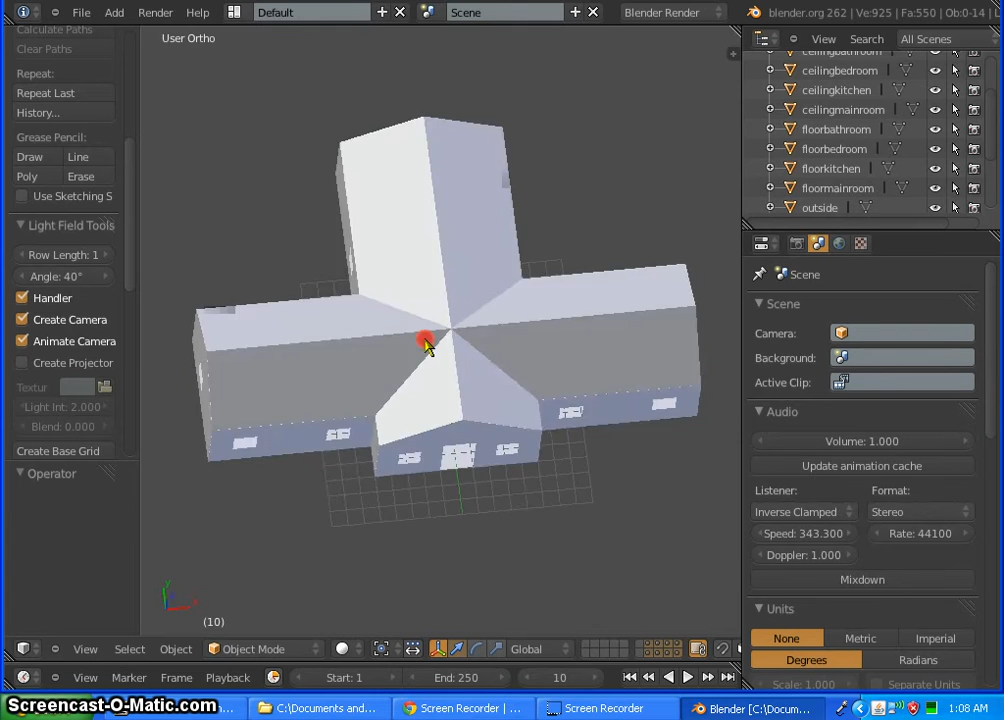 File Add Render Help Default Scene Blender Render blender.org 262 | Ve:925 | Fa:550 | Ob:0-14 |
User Ortho
View Search All Scenes
Calculate Paths
Clear Paths
Repeat:
Repeat Last
History...
Grease Pencil:
Draw Line
Poly Erase
Use Sketching S
Light Field Tools
Row Length: 1
Angle: 40°
Handler
Create Camera
Animate Camera
Create Projector
Textur
Light Int: 2.000
Blend: 0.000
Create Base Grid
Operator
ceilingbathroom
ceilingbedroom
ceilingkitchen
ceilingmainroom
floorbathroom
floorbedroom
floorkitchen
floormainroom
outside
Scene
Scene
Camera:
Background:
Active Clip:
Audio
Volume: 1.000
Update animation cache
Listener: Format:
Inverse Clamped Stereo
Speed: 343.300 Rate: 44100
Doppler: 1.000
Mixdown
Units
None Metric Imperial
Degrees Radians
Scale: 1.000 Separate Units
(10)
View Select Object Object Mode Global
View Marker Frame Playback Start: 1 End: 250 10
Screencast-O-Matic.com
C:\Documents and... Screen Recorder | ... Screen Recorder Blender [C:\Docum... 1:08 AM